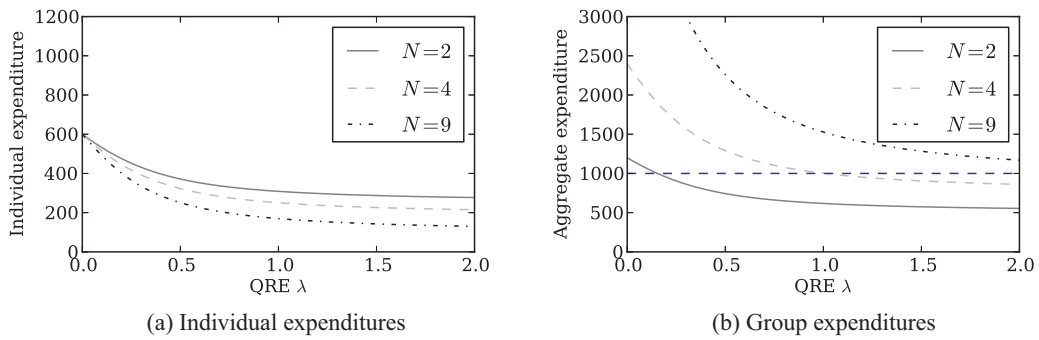 1200
1000
800
600
400
200
0
0.0 0.5 1.0 1.5 2.0
Individual expenditure
QRE λ
N=2
N=4
N=9
(a) Individual expenditures
3000
2500
2000
1500
1000
500
0
0.0 0.5 1.0 1.5 2.0
Aggregate expenditure
QRE λ
N=2
N=4
N=9
(b) Group expenditures